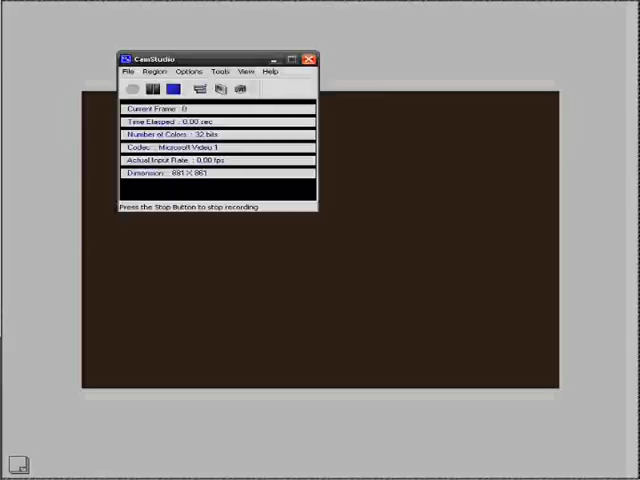 CamStudio
File Region Options Tools View Help
Current Frame : 0
Time Elapsed : 0.00 sec
Number of Colors : 32 bits
Codec : Microsoft Video 1
Actual Input Rate : 0.00 fps
Dimension : 881 X 661
Press the Stop Button to stop recording